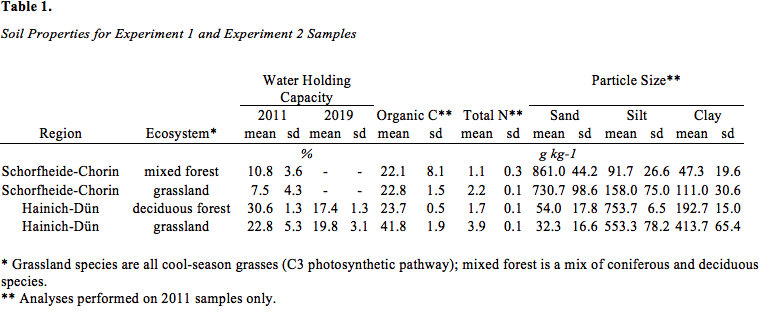 Table 1.
Soil Properties for Experiment 1 and Experiment 2 Samples
Water Holding Capacity Particle Size**
2011 2019 Organic C** Total N** Sand Silt Clay
Region Ecosystem* mean sd mean sd mean sd mean sd mean sd mean sd mean sd
% g kg-1
Schorfheide-Chorin mixed forest 10.8 3.6 - - 22.1 8.1 1.1 0.3 861.0 44.2 91.7 26.6 47.3 19.6
Schorfheide-Chorin grassland 7.5 4.3 - - 22.8 1.5 2.2 0.1 730.7 98.6 158.0 75.0 111.0 30.6
Hainich-Dün deciduous forest 30.6 1.3 17.4 1.3 23.7 0.5 1.7 0.1 54.0 17.8 753.7 6.5 192.7 15.0
Hainich-Dün grassland 22.8 5.3 19.8 3.1 41.8 1.9 3.9 0.1 32.3 16.6 553.3 78.2 413.7 65.4
* Grassland species are all cool-season grasses (C3 photosynthetic pathway); mixed forest is a mix of coniferous and deciduous
species.
** Analyses performed on 2011 samples only.